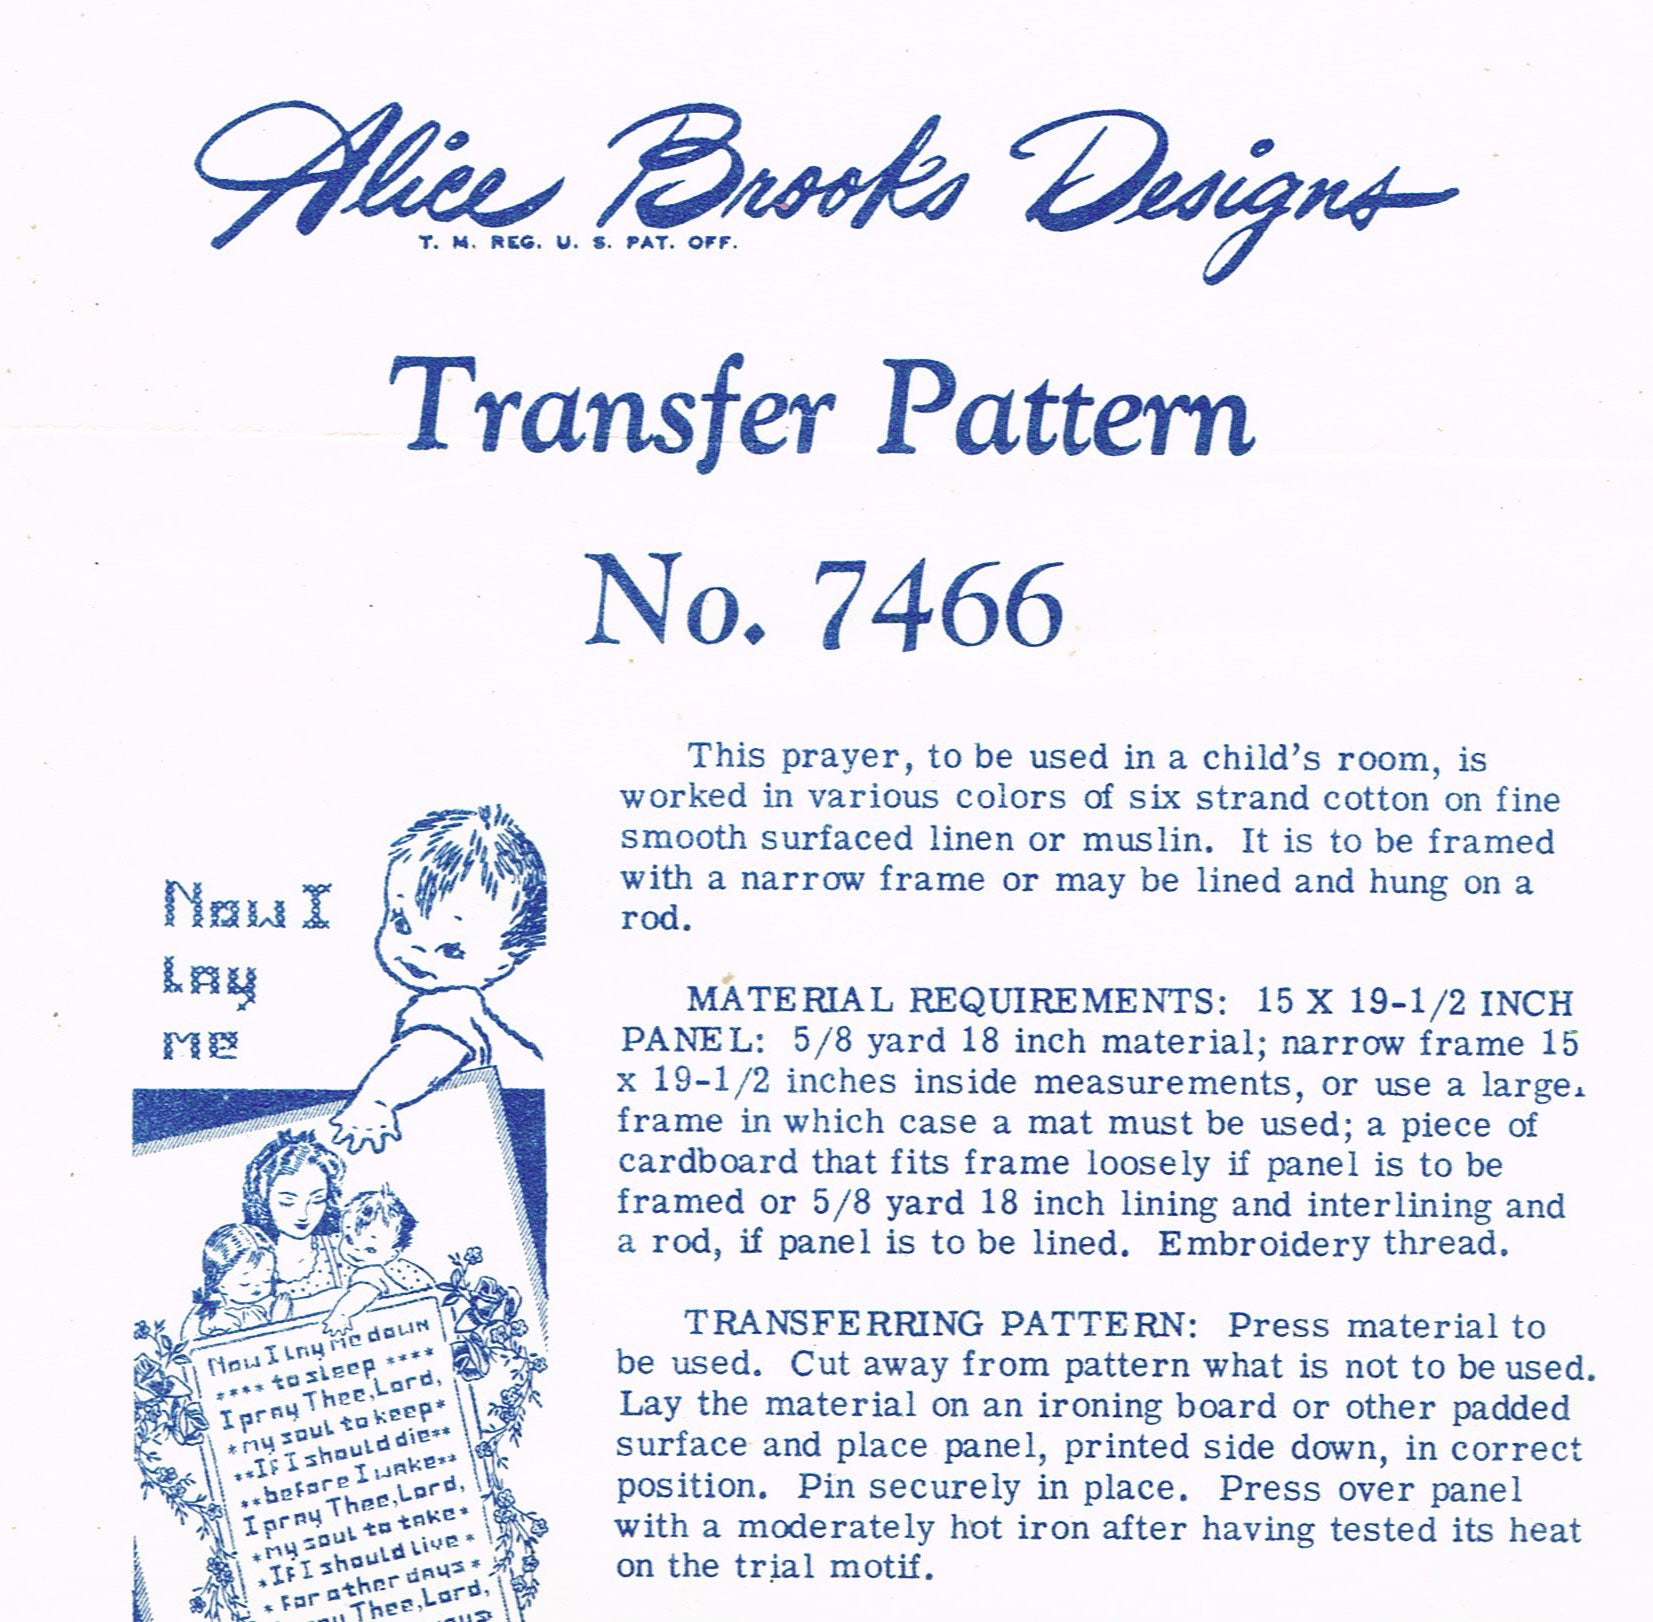 Alice Brooks Designs
T. M. REG. U. S. PAT. OFF.
Transfer Pattern
No. 7466
This prayer, to be used in a child's room, is
worked in various colors of six strand cotton on fine
smooth surfaced linen or muslin. It is to be framed
with a narrow frame or may be lined and hung on a
rod.
MATERIAL REQUIREMENTS: 15 X 19-1/2 INCH
PANEL: 5/8 yard 18 inch material; narrow frame 15
x 19-1/2 inches inside measurements, or use a large
frame in which case a mat must be used; a piece of
cardboard that fits frame loosely if panel is to be
framed or 5/8 yard 18 inch lining and interlining and
a rod, if panel is to be lined. Embroidery thread.
TRANSFERRING PATTERN: Press material to
be used. Cut away from pattern what is not to be used.
Lay the material on an ironing board or other padded
surface and place panel, printed side down, in correct
position. Pin securely in place. Press over panel
with a moderately hot iron after having tested its heat
on the trial motif.
Now I
lay
me
Now I lay me down
**** to sleep ****
I pray Thee, Lord,
*my soul to keep*
**If I should die**
**before I wake**
I pray Thee, Lord,
*my soul to take*
*If I should live*
*For other days*
Thee, Lord,